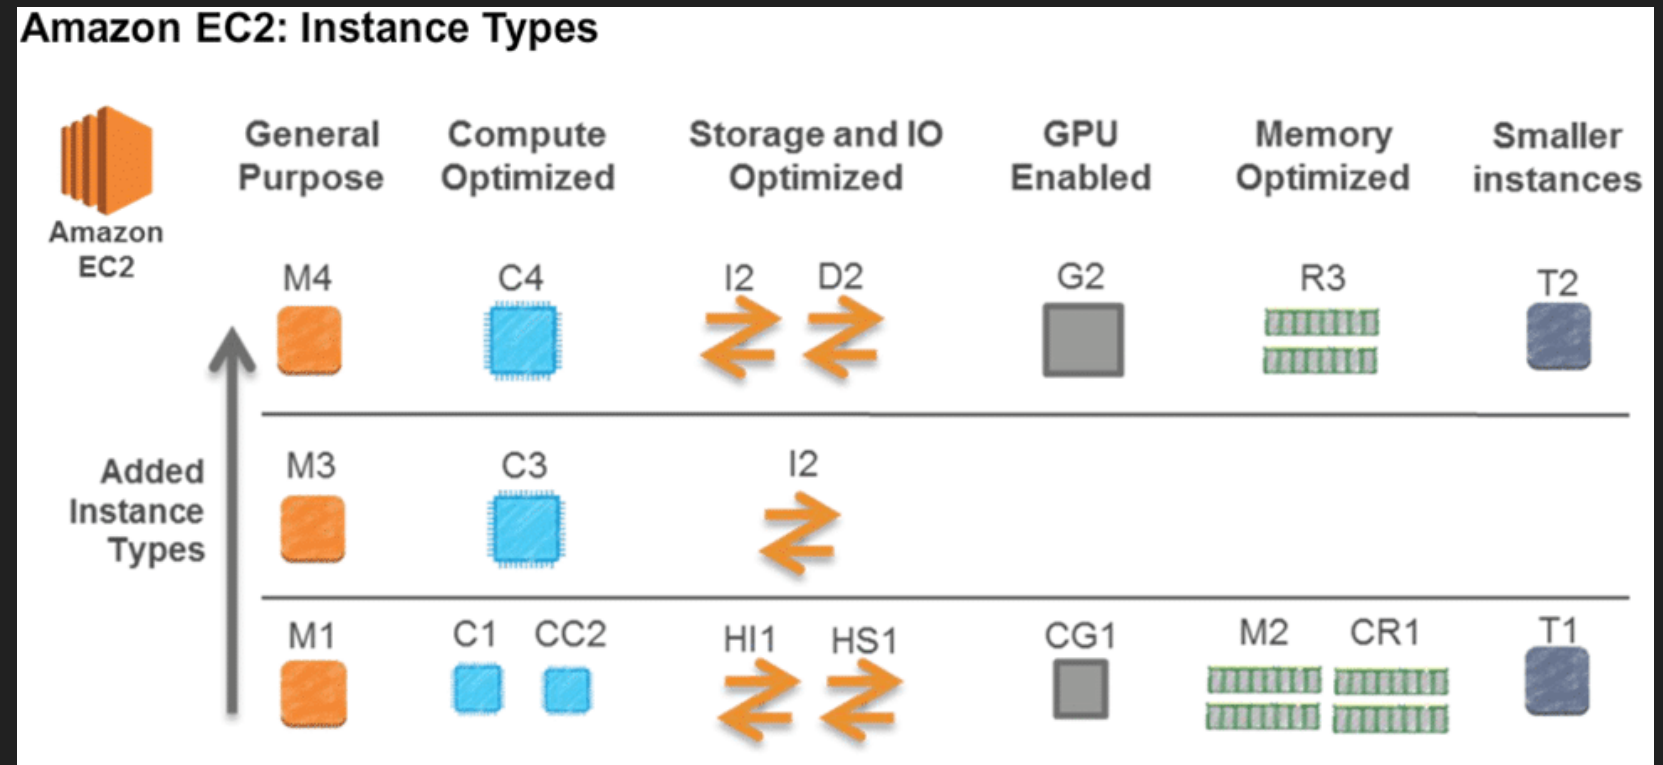 Amazon EC2: Instance Types
General Purpose
Compute Optimized
Storage and IO Optimized
GPU Enabled
Memory Optimized
Smaller instances
Amazon
EC2
M4 C4 I2 D2 G2 R3 T2
Added
Instance
Types
M3 C3 I2
M1 C1 CC2 HI1 HS1 CG1 M2 CR1 T1